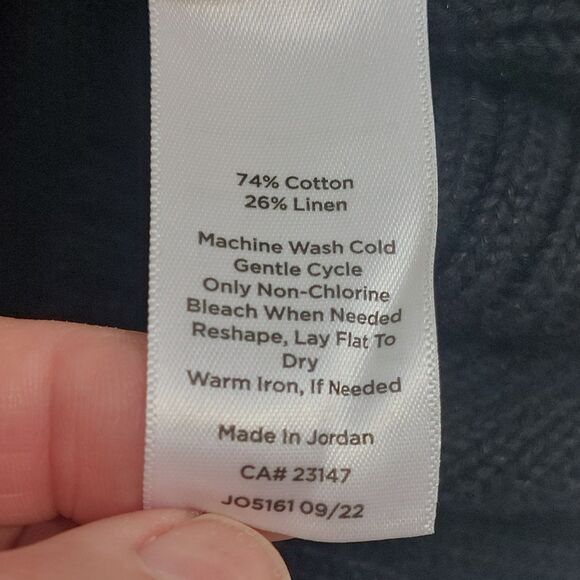 74% Cotton
26% Linen
Machine Wash Cold
Gentle Cycle
Only Non-Chlorine
Bleach When Needed
Reshape, Lay Flat To
Dry
Warm Iron, If Needed
Made In Jordan
CA# 23147
JO5161 09/22